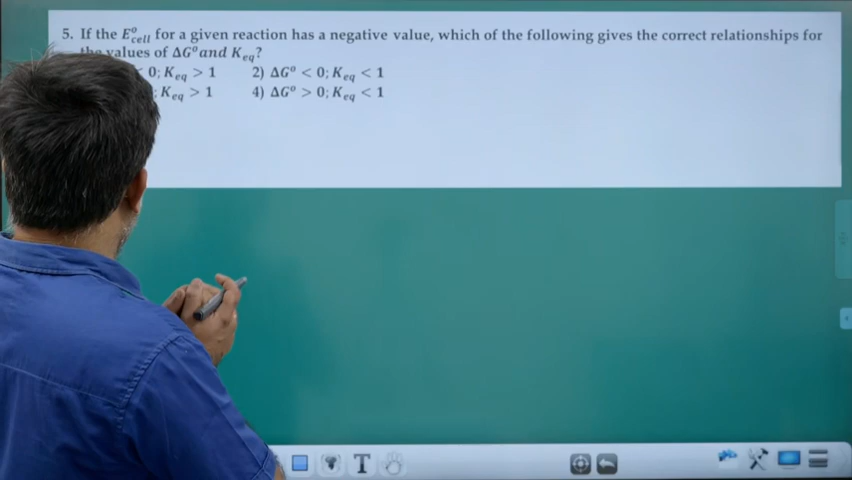 5. If the E°cell for a given reaction has a negative value, which of the following gives the correct relationships for
the values of ΔG° and Keq?
0; Keq > 1 2) ΔG° < 0; Keq < 1
; Keq > 1 4) ΔG° > 0; Keq < 1
T